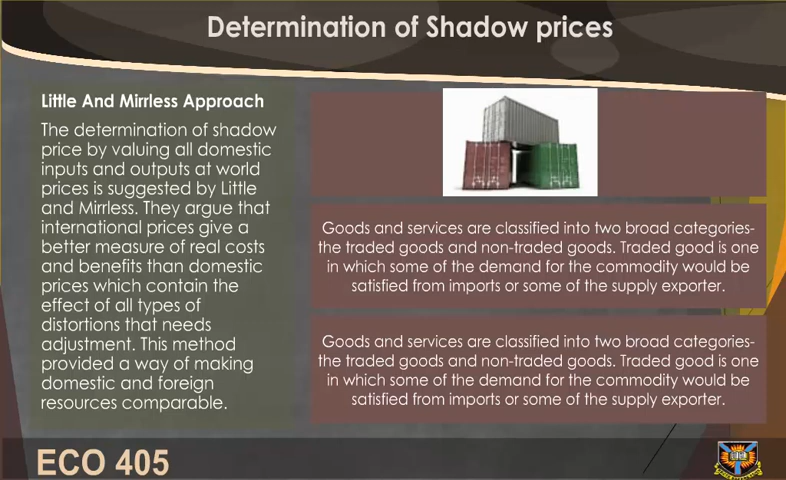 Determination of Shadow prices
Little And Mirrless Approach
The determination of shadow
price by valuing all domestic
inputs and outputs at world
prices is suggested by Little
and Mirrless. They argue that
international prices give a
better measure of real costs
and benefits than domestic
prices which contain the
effect of all types of
distortions that needs
adjustment. This method
provided a way of making
domestic and foreign
resources comparable.
Goods and services are classified into two broad categories-
the traded goods and non-traded goods. Traded good is one
in which some of the demand for the commodity would be
satisfied from imports or some of the supply exporter.
Goods and services are classified into two broad categories-
the traded goods and non-traded goods. Traded good is one
in which some of the demand for the commodity would be
satisfied from imports or some of the supply exporter.
ECO 405